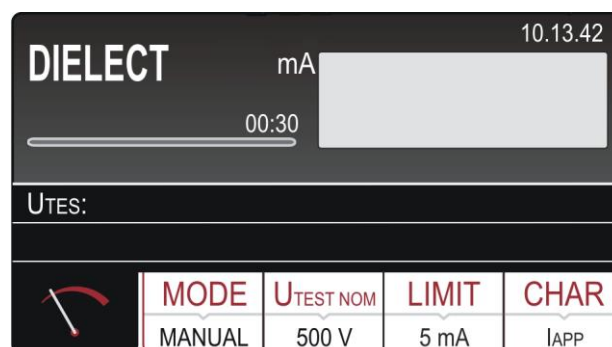 10.13.42
DIELECT mA
00:30
UTES:
MODE UTEST NOM LIMIT CHAR
MANUAL 500 V 5 mA IAPP